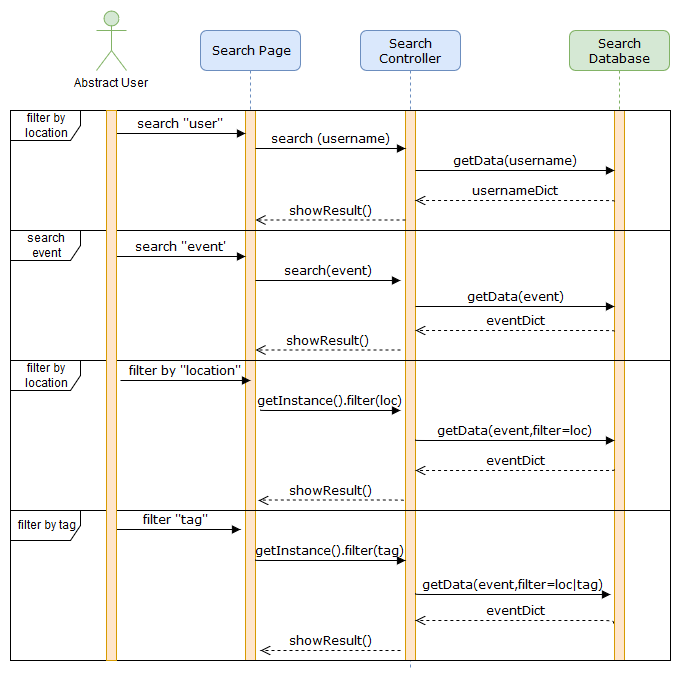 Search Page
Search
Controller
Search
Database
Abstract User
filter by
location
search "user"
search (username)
getData(username)
usernameDict
showResult()
search
event
search "event'
search(event)
getData(event)
eventDict
showResult()
filter by
location
filter by "location"
getInstance().filter(loc)
getData(event,filter=loc)
eventDict
showResult()
filter by tag
filter "tag"
getInstance().filter(tag)
getData(event,filter=loc|tag)
eventDict
showResult()